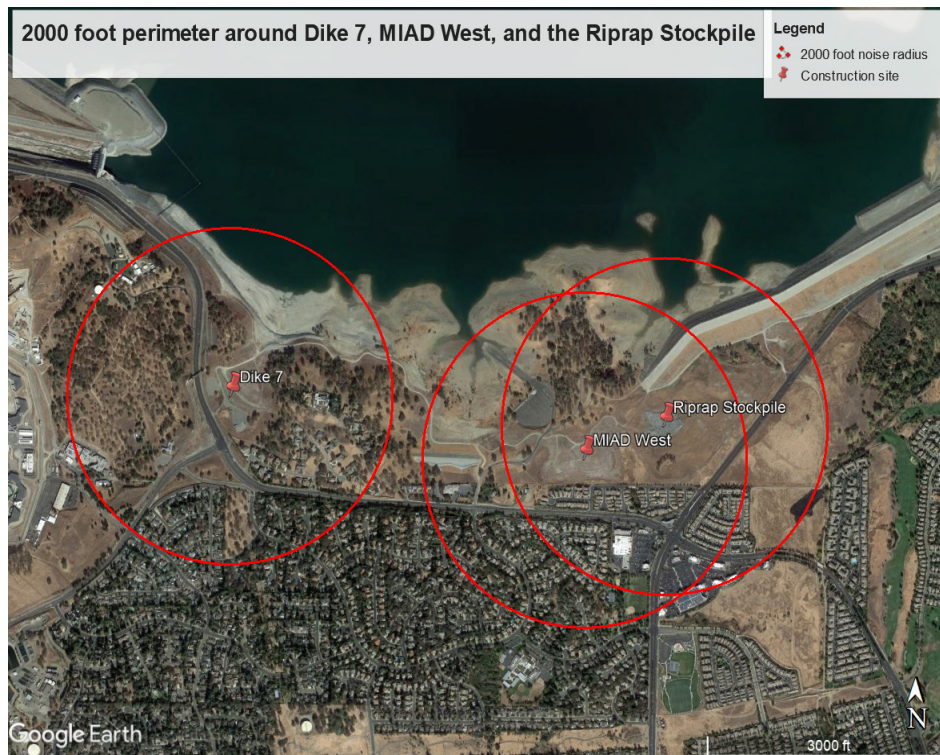 2000 foot perimeter around Dike 7, MIAD West, and the Riprap Stockpile
Legend
2000 foot noise radius
Construction site
Dike 7
Riprap Stockpile
MIAD West
N
Google Earth
3000 ft